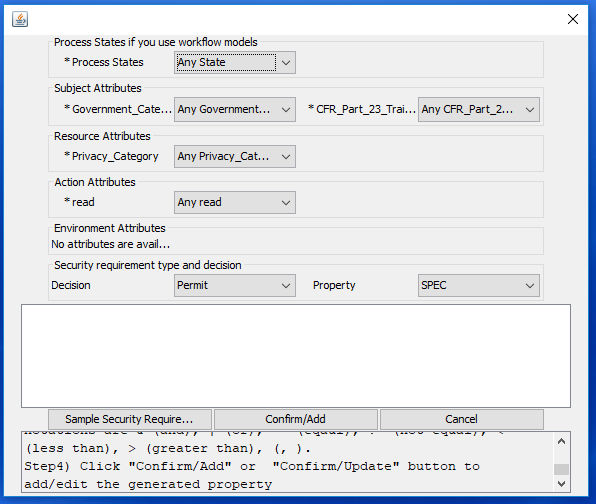 Process States if you use workflow models
* Process States Any State
Subject Attributes
* Government_Cate... Any Government... * CFR_Part_23_Trai... Any CFR_Part_2...
Resource Attributes
* Privacy_Category Any Privacy_Cat...
Action Attributes
* read Any read
Environment Attributes
No attributes are avail...
Security requirement type and decision
Decision Permit Property SPEC
Sample Security Require... Confirm/Add Cancel
(less than), > (greater than), (, ).
Step4) Click "Confirm/Add" or "Confirm/Update" button to
add/edit the generated property